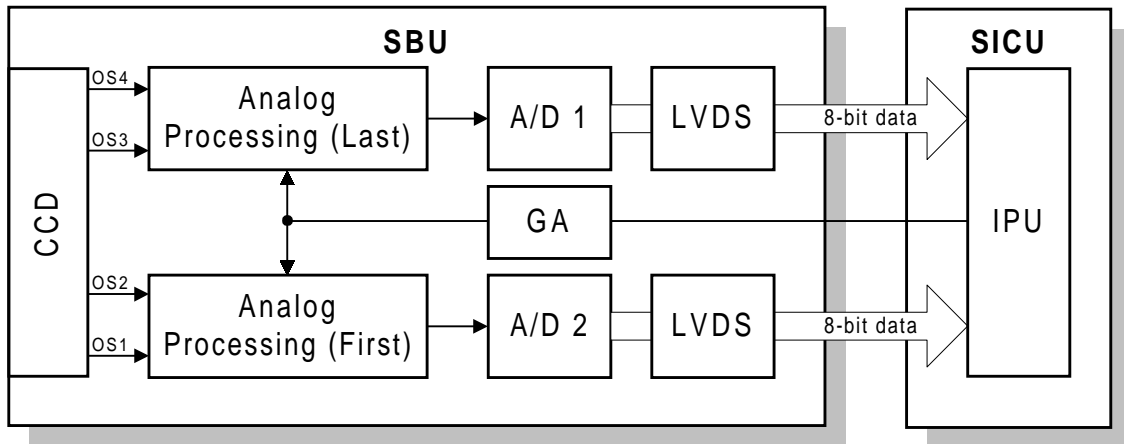 SBU
SICU
OS4
OS3
Analog
Processing (Last)
A/D 1
LVDS
8-bit data
CCD
GA
IPU
OS2
OS1
Analog
Processing (First)
A/D 2
LVDS
8-bit data